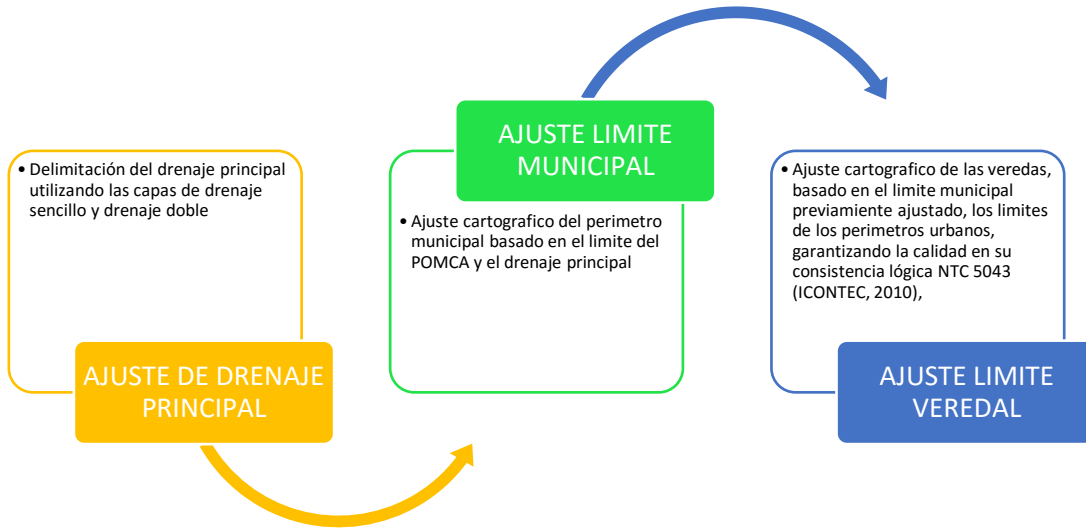 • Delimitación del drenaje principal
utilizando las capas de drenaje
sencillo y drenaje doble
AJUSTE DE DRENAJE
PRINCIPAL
AJUSTE LIMITE
MUNICIPAL
• Ajuste cartografico del perimetro
municipal basado en el limite del
POMCA y el drenaje principal
• Ajuste cartografico de las veredas,
basado en el limite municipal
previamiente ajustado, los limites
de los perimetros urbanos,
garantizando la calidad en su
consistencia lógica NTC 5043
(ICONTEC, 2010),
AJUSTE LIMITE
VEREDAL